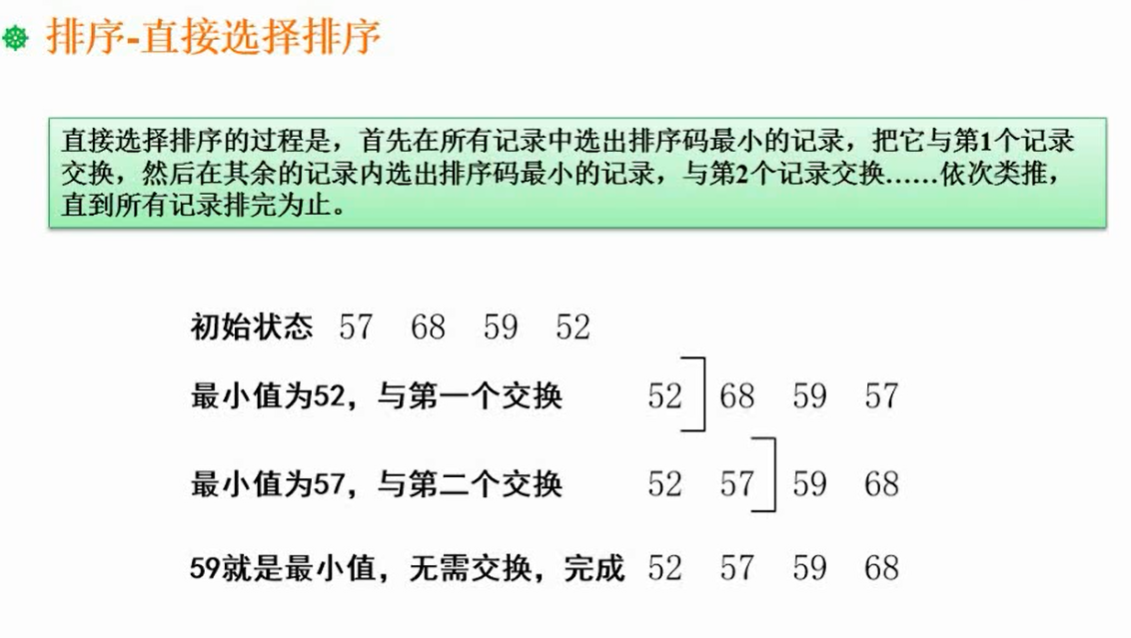 排序-直接选择排序
直接选择排序的过程是，首先在所有记录中选出排序码最小的记录，把它与第1个记录
交换，然后在其余的记录内选出排序码最小的记录，与第2个记录交换……依次类推，
直到所有记录排完为止。
初始状态 57 68 59 52
最小值为52，与第一个交换 52 68 59 57
最小值为57，与第二个交换 52 57 59 68
59就是最小值，无需交换，完成 52 57 59 68